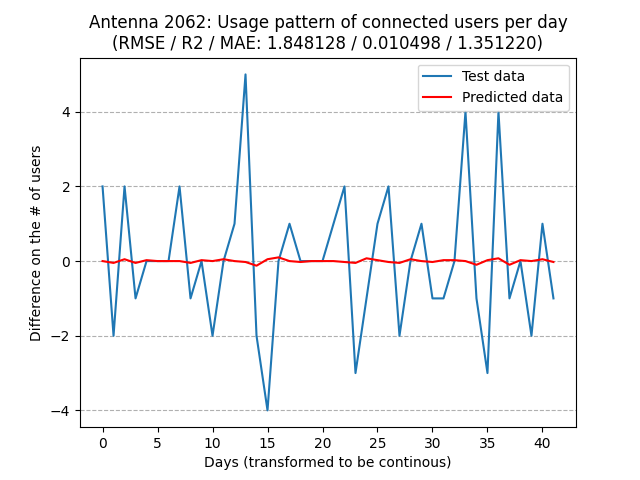 Antenna 2062: Usage pattern of connected users per day
(RMSE / R2 / MAE: 1.848128 / 0.010498 / 1.351220)
Test data
Predicted data
Difference on the # of users
4
2
0
−2
−4
0 5 10 15 20 25 30 35 40
Days (transformed to be continous)